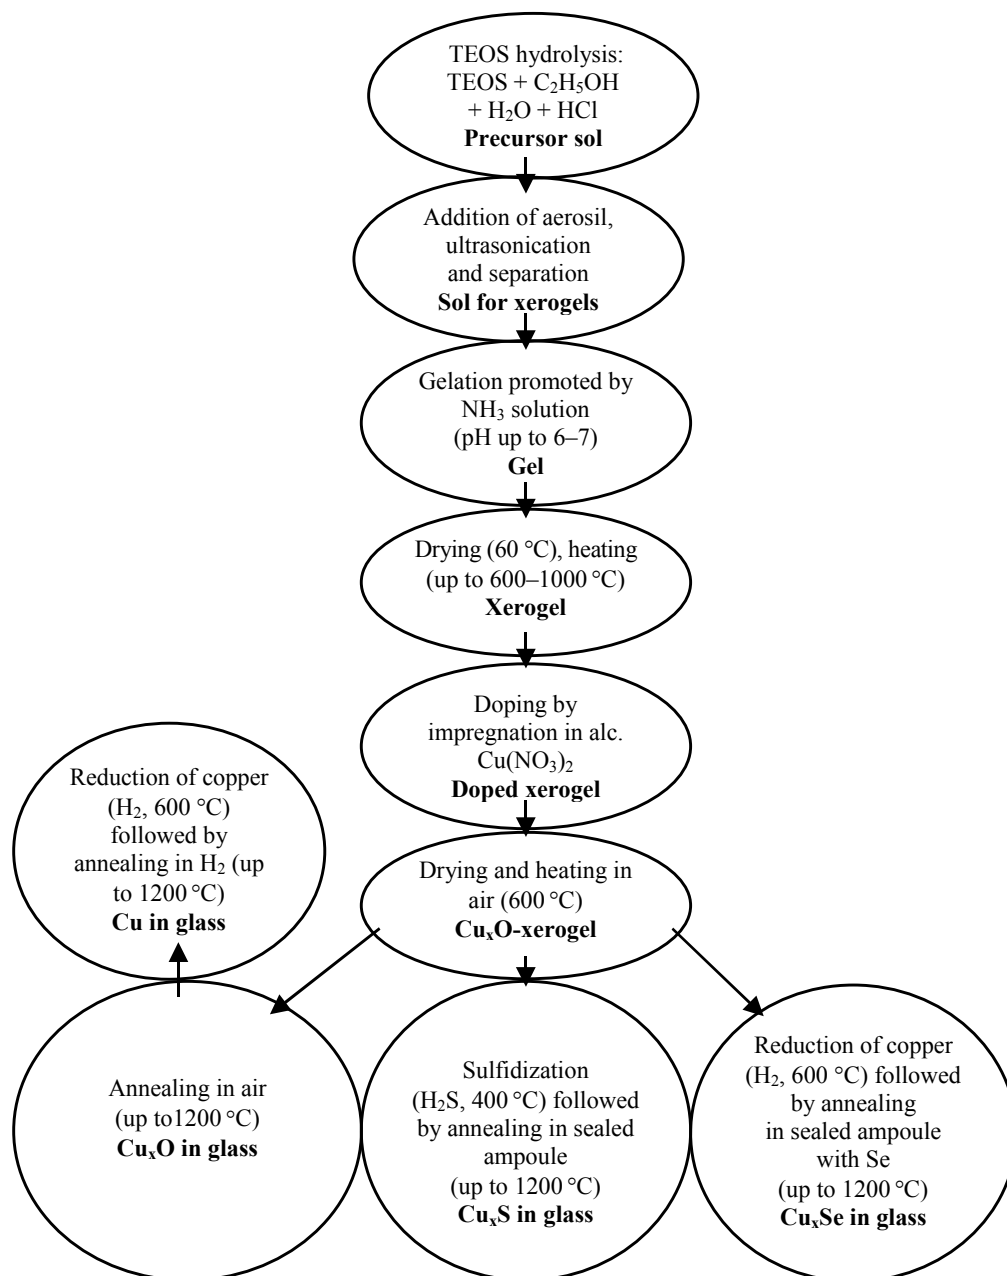 TEOS hydrolysis:
TEOS + C₂H₅OH
+ H₂O + HCl
Precursor sol
Addition of aerosil,
ultrasonication
and separation
Sol for xerogels
Gelation promoted by
NH₃ solution
(pH up to 6–7)
Gel
Drying (60 °C), heating
(up to 600–1000 °C)
Xerogel
Doping by
impregnation in alc.
Cu(NO₃)₂
Doped xerogel
Drying and heating in
air (600 °C)
CuₓO-xerogel
Reduction of copper
(H₂, 600 °C)
followed by
annealing in H₂ (up
to 1200 °C)
Cu in glass
Annealing in air
(up to1200 °C)
CuₓO in glass
Sulfidization
(H₂S, 400 °C) followed
by annealing in sealed
ampoule
(up to 1200 °C)
CuₓS in glass
Reduction of copper
(H₂, 600 °C) followed
by annealing
in sealed ampoule
with Se
(up to 1200 °C)
CuₓSe in glass